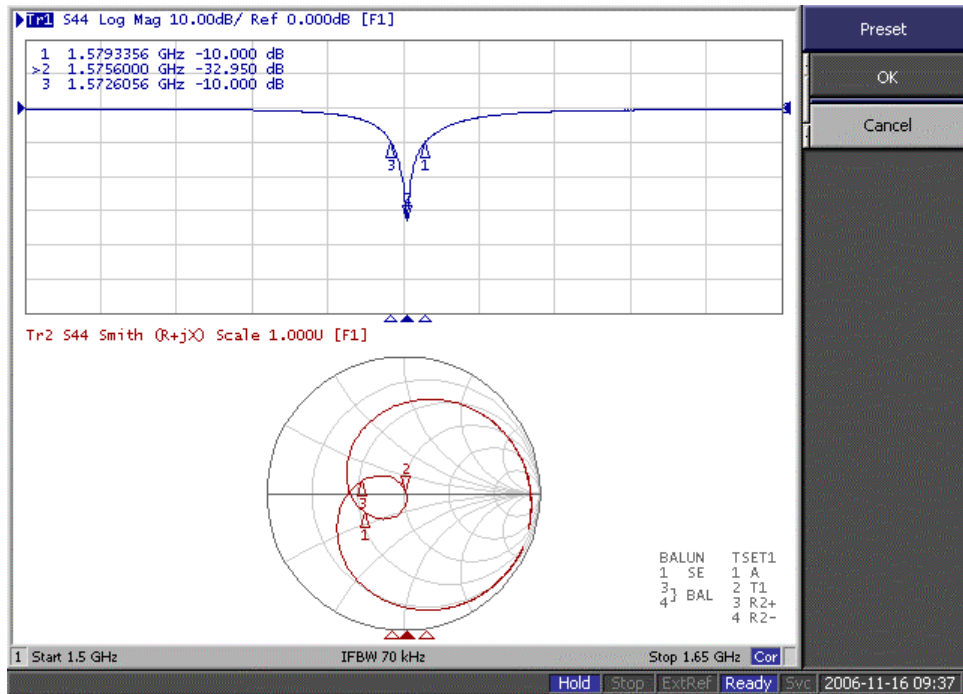 Tr1 S44 Log Mag 10.00dB/ Ref 0.000dB [F1]
1 1.5793356 GHz -10.000 dB
>2 1.5756000 GHz -32.950 dB
3 1.5726056 GHz -10.000 dB
3 1
Preset
OK
Cancel
Tr2 S44 Smith (R+jX) Scale 1.000U [F1]
2
3
1
BALUN TSET1
1 SE 1 A
3 2 T1
4} BAL 3 R2+
4 R2-
1 Start 1.5 GHz IFBW 70 kHz Stop 1.65 GHz Cor
Hold Stop ExtRef Ready Svc 2006-11-16 09:37